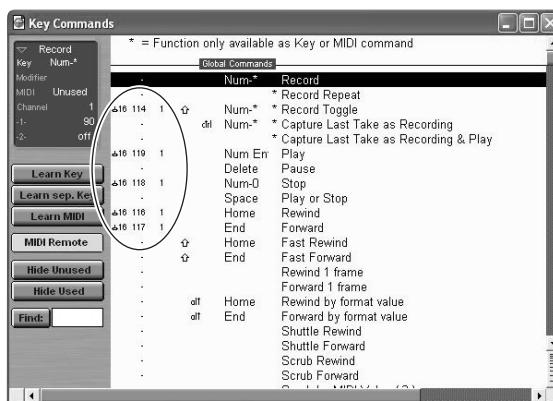 Key Commands
Record
Key Num-*
Modifier
MIDI Unused
Channel 1
-1- 90
-2- off
Learn Key
Learn sep. Key
Learn MIDI
MIDI Remote
Hide Unused
Hide Used
Find:
* = Function only available as Key or MIDI command
Global Commands
- Num-* Record
- * Record Repeat
16 114 1 ⇧ Num-* * Record Toggle
- ctrl Num-* * Capture Last Take as Recording
- * Capture Last Take as Recording & Play
16 119 1 Num En Play
- Delete Pause
16 118 1 Num-0 Stop
- Space Play or Stop
16 116 1 Home Rewind
16 117 1 End Forward
- ⇧ Home Fast Rewind
- ⇧ End Fast Forward
- Rewind 1 frame
- Forward 1 frame
- alt Home Rewind by format value
- alt End Forward by format value
- Shuttle Rewind
- Shuttle Forward
- Scrub Rewind
- Scrub Forward